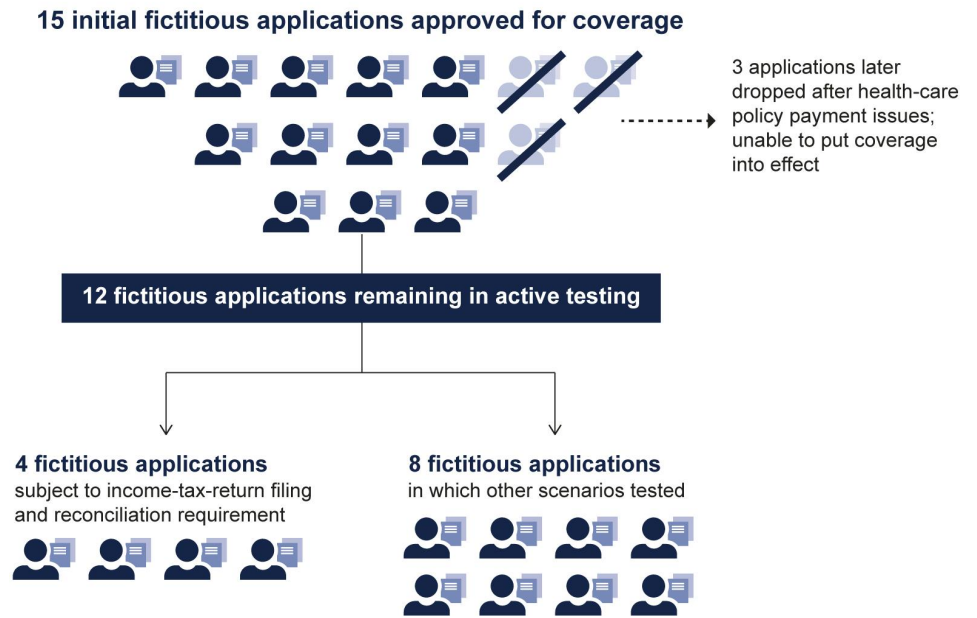 15 initial fictitious applications approved for coverage
3 applications later
dropped after health-care
policy payment issues;
unable to put coverage
into effect
12 fictitious applications remaining in active testing
4 fictitious applications
subject to income-tax-return filing
and reconciliation requirement
8 fictitious applications
in which other scenarios tested